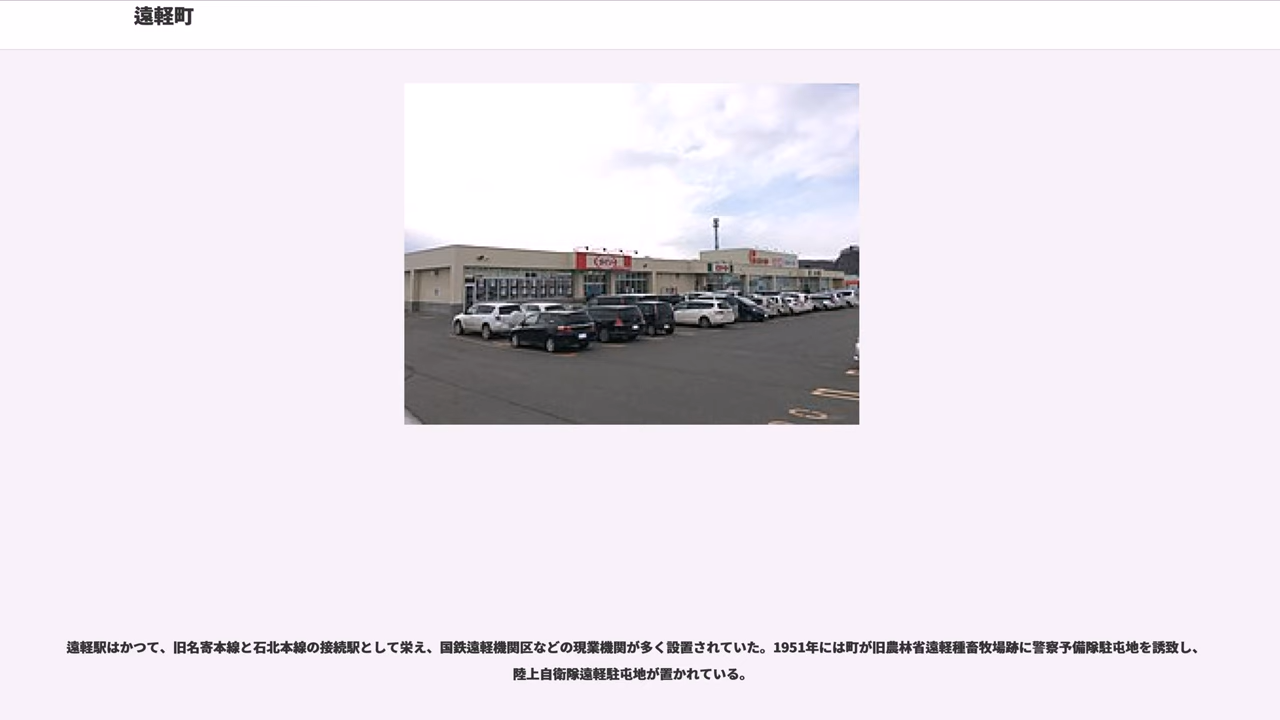 遠軽町
遠軽駅はかつて、旧名寄本線と石北本線の接続駅として栄え、国鉄遠軽機関区などの現業機関が多く設置されていた。1951年には町が旧農林省遠軽種畜牧場跡に警察予備隊駐屯地を誘致し、
陸上自衛隊遠軽駐屯地が置かれている。